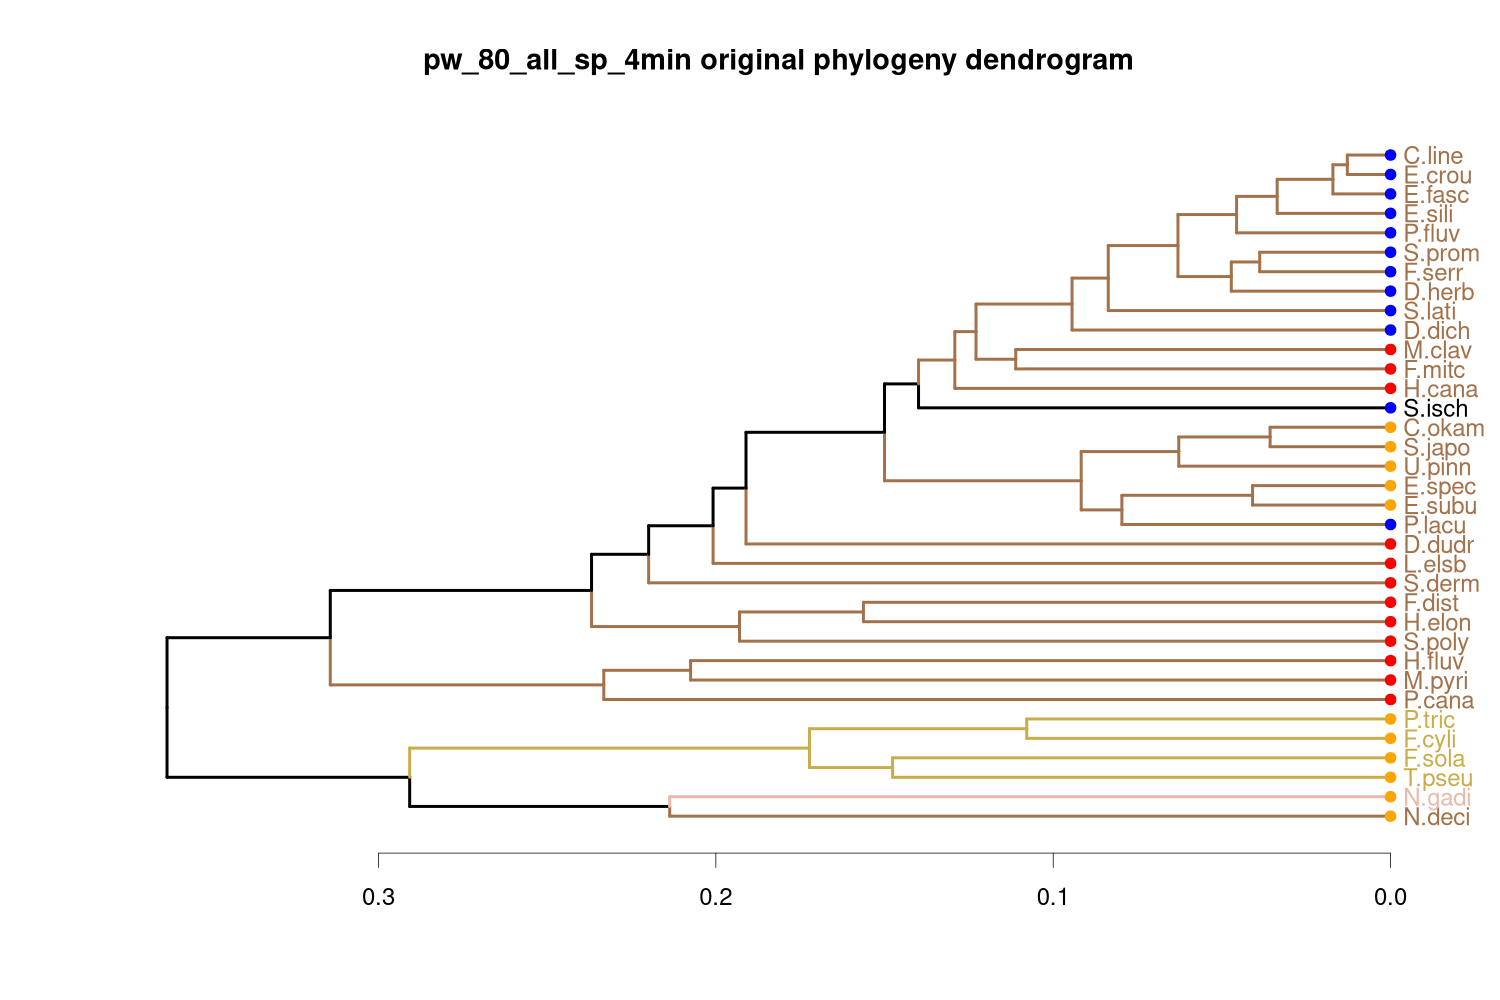 pw_80_all_sp_4min original phylogeny dendrogram
C.line
E.crou
E.fasc
E.sili
P.fluv
S.prom
F.serr
D.herb
S.lati
D.dich
M.clav
F.mitc
H.cana
S.isch
C.okam
S.japo
U.pinn
E.spec
E.subu
P.lacu
D.dudr
L.elsb
S.derm
F.dist
H.elon
S.poly
H.fluv
M.pyri
P.cana
P.tric
F.cyli
F.sola
T.pseu
N.gadi
N.deci
0.3 0.2 0.1 0.0